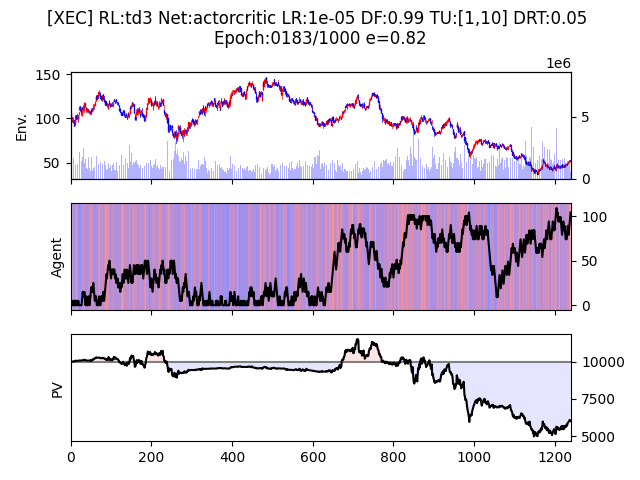 [XEC] RL:td3 Net:actorcritic LR:1e-05 DF:0.99 TU:[1,10] DRT:0.05
Epoch:0183/1000 e=0.82
1e6
150
100
50
Env.
5
0
Agent
100
50
0
PV
10000
7500
5000
0 200 400 600 800 1000 1200